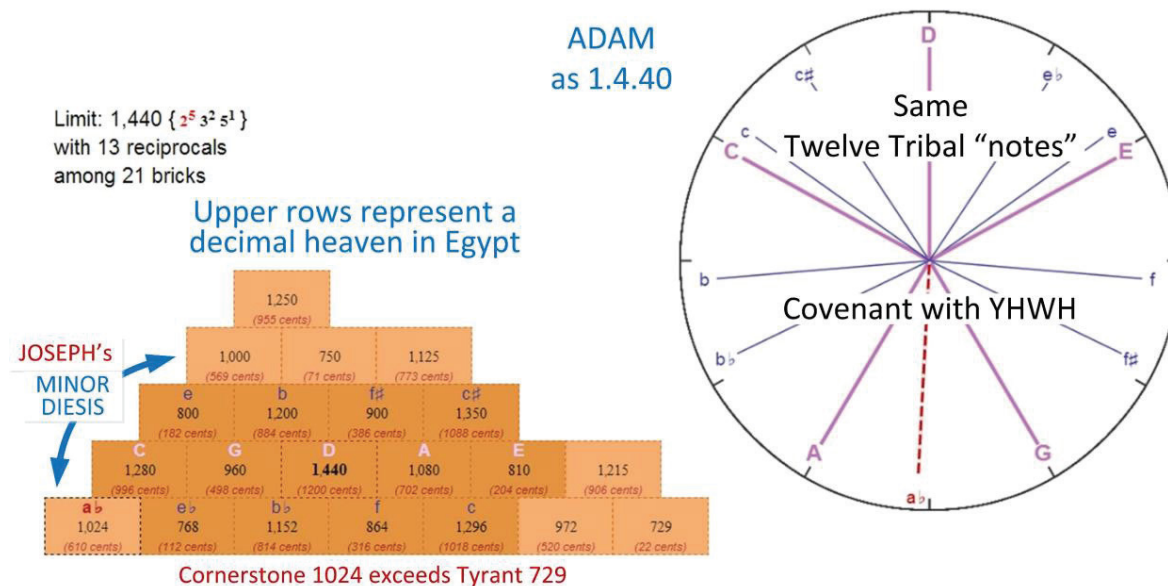 ADAM
as 1.4.40
Limit: 1,440 { 2⁵ 3² 5¹ }
with 13 reciprocals
among 21 bricks
Upper rows represent a
decimal heaven in Egypt
1,250
(955 cents)
1,000 750 1,125
(569 cents) (71 cents) (773 cents)
JOSEPH's
MINOR
DIESIS
e b f♯ c♯
800 1,200 900 1,350
(182 cents) (884 cents) (386 cents) (1088 cents)
C G D A E
1,280 960 1,440 1,080 810 1,215
(996 cents) (498 cents) (1200 cents) (702 cents) (204 cents) (906 cents)
a♭ e♭ b♭ f c
1,024 768 1,152 864 1,296 972 729
(610 cents) (112 cents) (814 cents) (316 cents) (1018 cents) (520 cents) (22 cents)
Cornerstone 1024 exceeds Tyrant 729
D
c♯ e♭
Same
c e
Twelve Tribal “notes”
C E
b f
Covenant with YHWH
b♭ f♯
A G
a♭